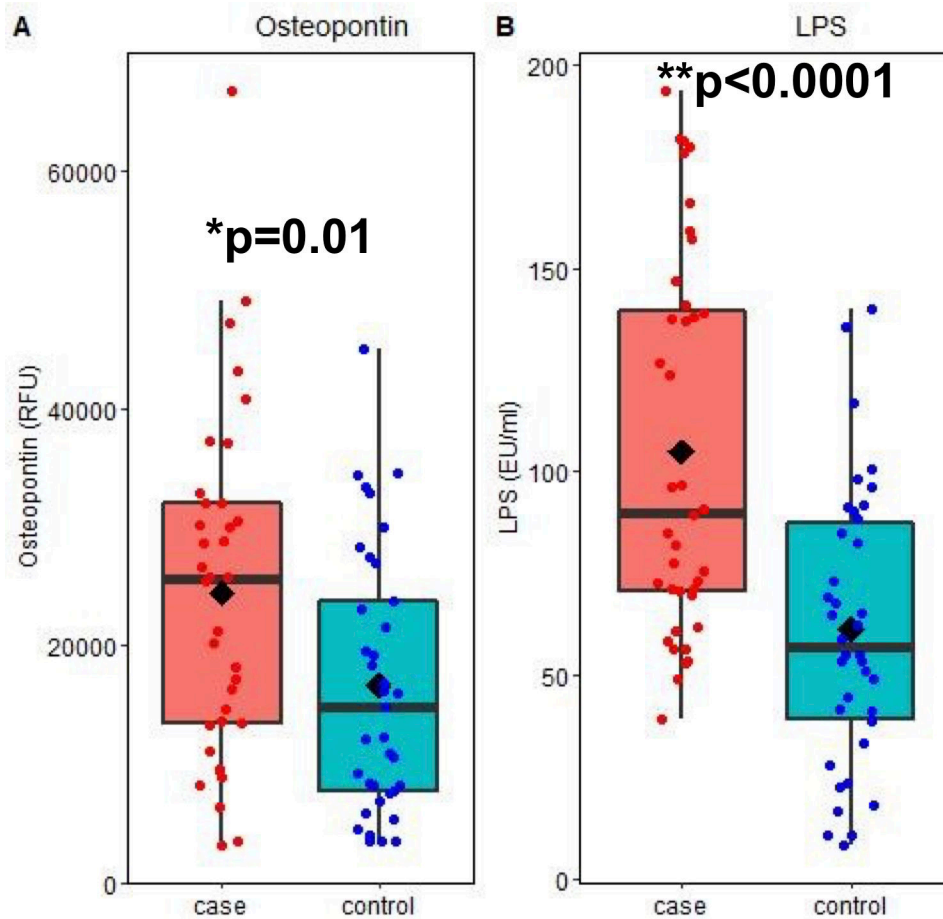 A
Osteopontin
Osteopontin (RFU)
60000
40000
20000
0
*p=0.01
case
control
B
LPS
LPS (EU/ml)
200
150
100
50
0
**p<0.0001
case
control